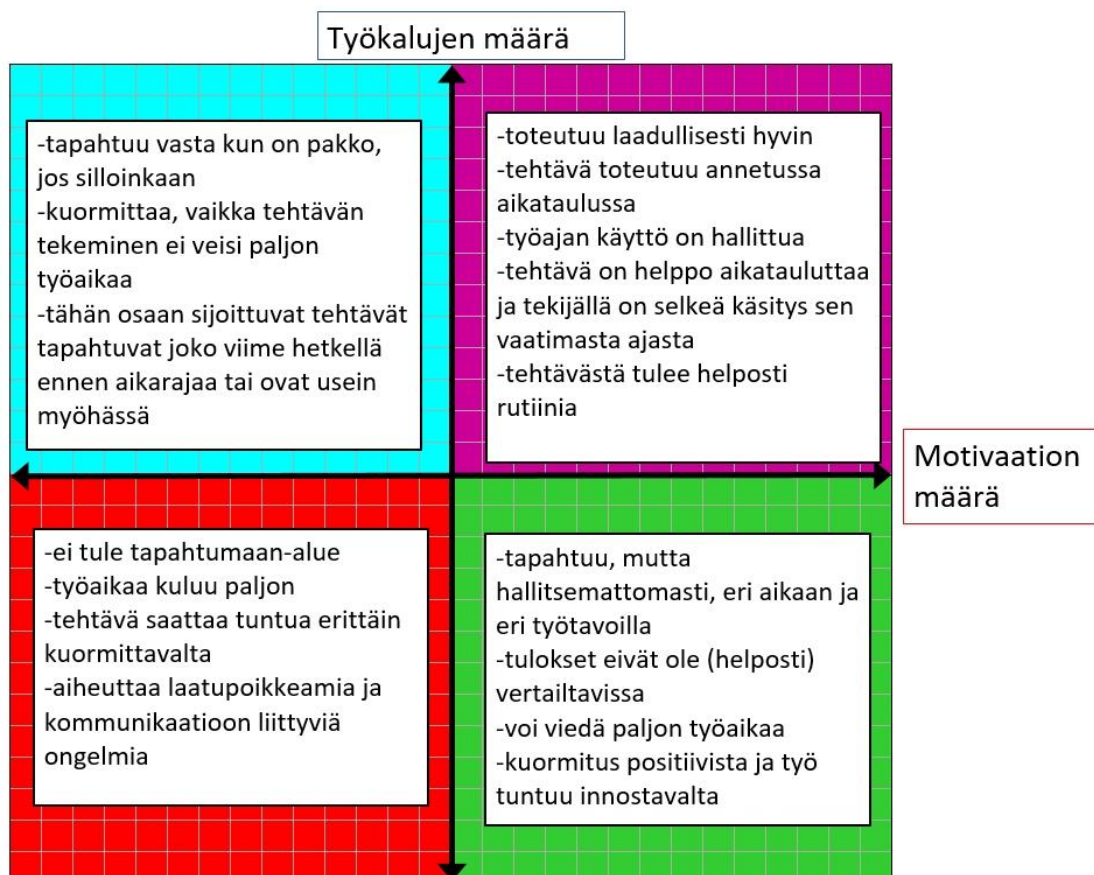 Työkalujen määrä
-tapahtuu vasta kun on pakko,
jos silloinkaan
-kuormittaa, vaikka tehtävän
tekeminen ei veisi paljon
työaikaa
-tähän osaan sijoittuvat tehtävät
tapahtuvat joko viime hetkellä
ennen aikarajaa tai ovat usein
myöhässä
-toteutuu laadullisesti hyvin
-tehtävä toteutuu annetussa
aikataulussa
-työajan käyttö on hallittua
-tehtävä on helppo aikatauluttaa
ja tekijällä on selkeä käsitys sen
vaatimasta ajasta
-tehtävästä tulee helposti
rutiinia
Motivaation
määrä
-ei tule tapahtumaan-alue
-työaikaa kuluu paljon
-tehtävä saattaa tuntua erittäin
kuormittavalta
-aiheuttaa laatupoikkeamia ja
kommunikaatioon liittyviä
ongelmia
-tapahtuu, mutta
hallitsemattomasti, eri aikaan ja
eri työtavoilla
-tulokset eivät ole (helposti)
vertailtavissa
-voi viedä paljon työaikaa
-kuormitus positiivista ja työ
tuntuu innostavalta